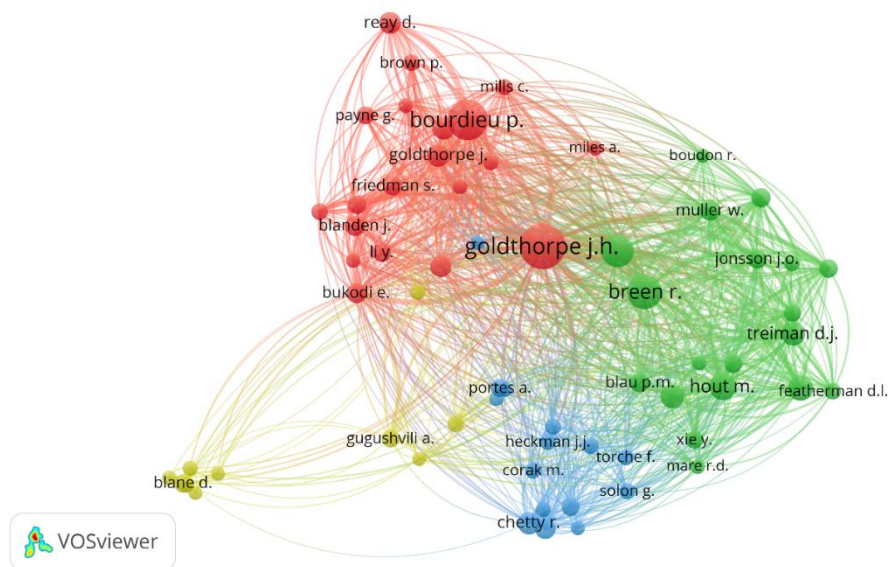 reay d.
brown p.
mills c.
payne g.
bourdieu p.
goldthorpe j.
miles a.
boudon r.
friedman s.
muller w.
blanden j.
li y.
goldthorpe j.h.
jonsson j.o.
bukodi e.
breen r.
treiman d.j.
portes a.
blau p.m.
hout m.
featherman d.l.
gugushvili a.
heckman j.j.
xie y.
corak m.
torche f.
mare r.d.
blane d.
solon g.
chetty r.
VOSviewer